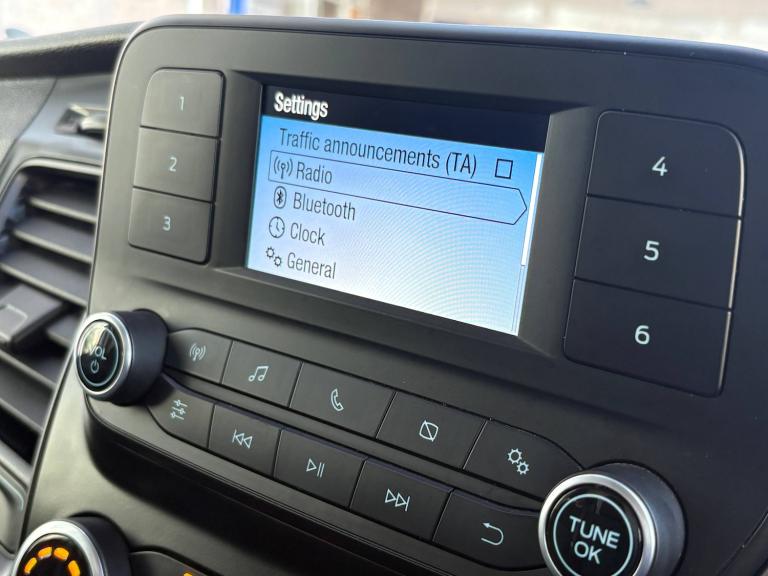 Settings
Traffic announcements (TA)
Radio
Bluetooth
Clock
General
1
2
3
4
5
6
VOL
TUNE
OK